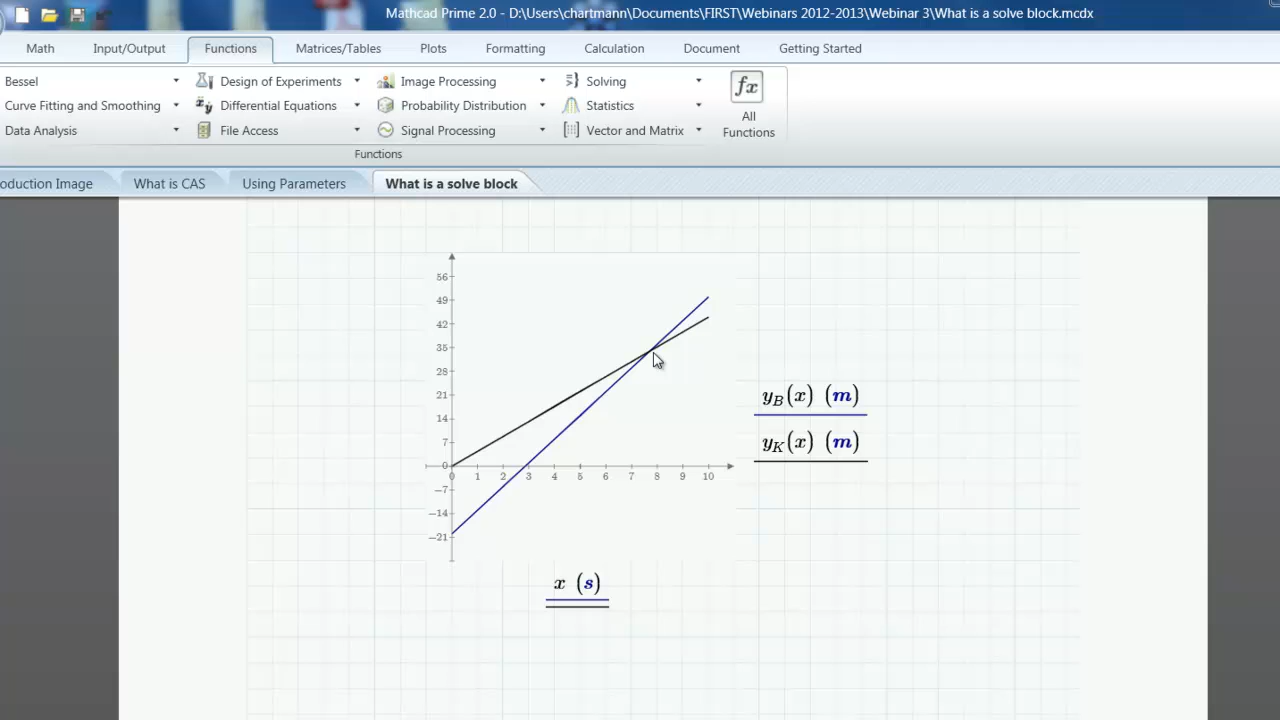 Mathcad Prime 2.0 - D:\Users\chartmann\Documents\FIRST\Webinars 2012-2013\Webinar 3\What is a solve block.mcdx
Math Input/Output Functions Matrices/Tables Plots Formatting Calculation Document Getting Started
Bessel Design of Experiments Image Processing Solving
Curve Fitting and Smoothing Differential Equations Probability Distribution Statistics
Data Analysis File Access Signal Processing Vector and Matrix
fx
All
Functions
Functions
oduction Image What is CAS Using Parameters What is a solve block
56
49
42
35
28
21
14
7
0
-7
-14
-21
0 1 2 3 4 5 6 7 8 9 10
y_B(x) (m)
y_K(x) (m)
x (s)